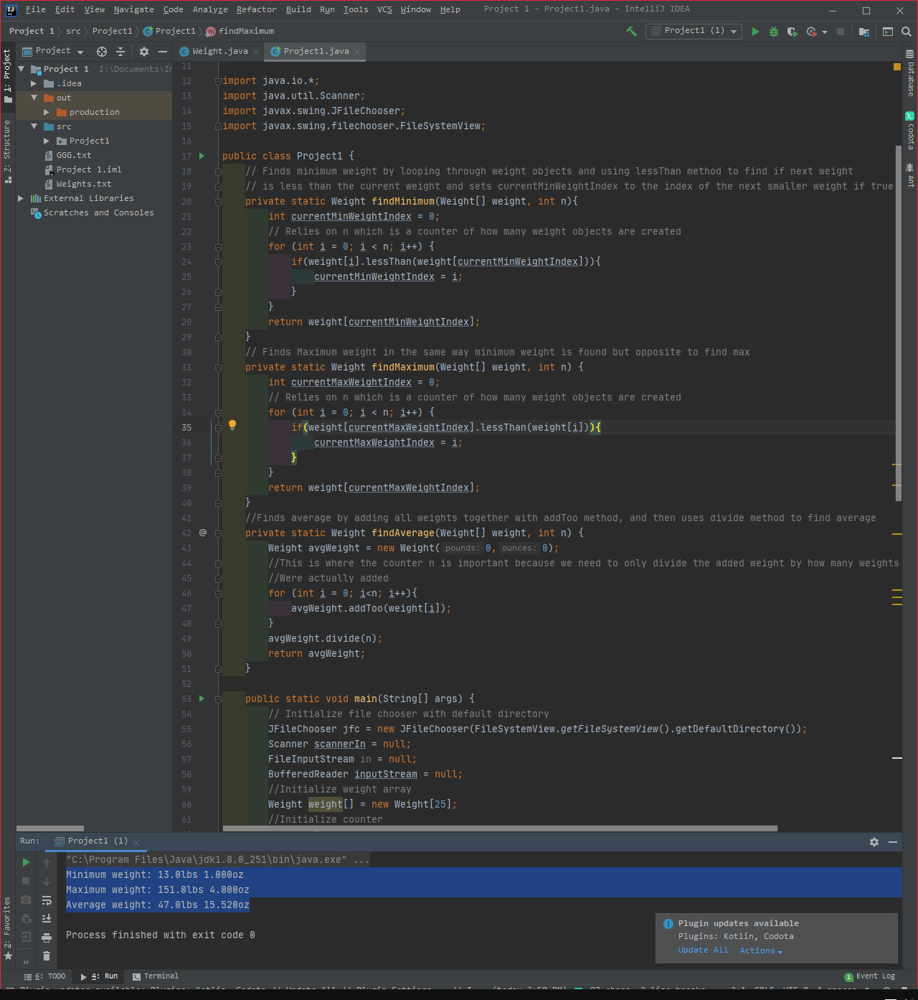 File Edit View Navigate Code Analyze Refactor Build Run Tools VCS Window Help Project 1 - Project1.java - IntelliJ IDEA
Project 1 src Project1 Project1 findMaximum Project1 (1)
Project Weight.java Project1.java
1: Project
Z: Structure
2: Favorites
Database
Codota
Ant
Project 1 I:\Documents\In
.idea
out
production
src
Project1
GGG.txt
Project 1.iml
Weights.txt
External Libraries
Scratches and Consoles
11
12 import java.io.*;
13 import java.util.Scanner;
14 import javax.swing.JFileChooser;
15 import javax.swing.filechooser.FileSystemView;
16
17 public class Project1 {
18 // Finds minimum weight by looping through weight objects and using lessThan method to find if next weight
19 // is less than the current weight and sets currentMinWeightIndex to the index of the next smaller weight if true
20 private static Weight findMinimum(Weight[] weight, int n){
21 int currentMinWeightIndex = 0;
22 // Relies on n which is a counter of how many weight objects are created
23 for (int i = 0; i < n; i++) {
24 if(weight[i].lessThan(weight[currentMinWeightIndex])){
25 currentMinWeightIndex = i;
26 }
27 }
28 return weight[currentMinWeightIndex];
29 }
30 // Finds Maximum weight in the same way minimum weight is found but opposite to find max
31 private static Weight findMaximum(Weight[] weight, int n) {
32 int currentMaxWeightIndex = 0;
33 // Relies on n which is a counter of how many weight objects are created
34 for (int i = 0; i < n; i++) {
35 if(weight[currentMaxWeightIndex].lessThan(weight[i])){
36 currentMaxWeightIndex = i;
37 }
38 }
39 return weight[currentMaxWeightIndex];
40 }
41 //Finds average by adding all weights together with addToo method, and then uses divide method to find average
42 @ private static Weight findAverage(Weight[] weight, int n) {
43 Weight avgWeight = new Weight( pounds: 0, ounces: 0);
44 //This is where the counter n is important because we need to only divide the added weight by how many weights
45 //Were actually added
46 for (int i = 0; i<n; i++){
47 avgWeight.addToo(weight[i]);
48 }
49 avgWeight.divide(n);
50 return avgWeight;
51 }
52
53 public static void main(String[] args) {
54 // Initialize file chooser with default directory
55 JFileChooser jfc = new JFileChooser(FileSystemView.getFileSystemView().getDefaultDirectory());
56 Scanner scannerIn = null;
57 FileInputStream in = null;
58 BufferedReader inputStream = null;
59 //Initialize weight array
60 Weight weight[] = new Weight[25];
61 //Initialize counter
Run: Project1 (1)
"C:\Program Files\Java\jdk1.8.0_251\bin\java.exe" ...
Minimum weight: 13.0lbs 1.000oz
Maximum weight: 151.0lbs 4.000oz
Average weight: 47.0lbs 15.520oz
Process finished with exit code 0
Plugin updates available
Plugins: Kotlin, Codota
Update All Actions
6: TODO 4: Run Terminal 1 Event Log